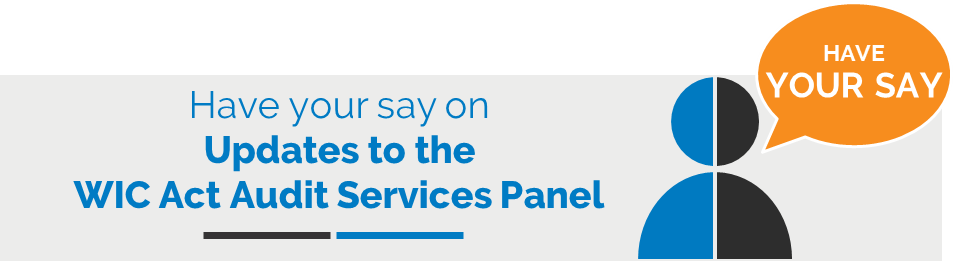 Have your say on
Updates to the
WIC Act Audit Services Panel
HAVE
YOUR SAY